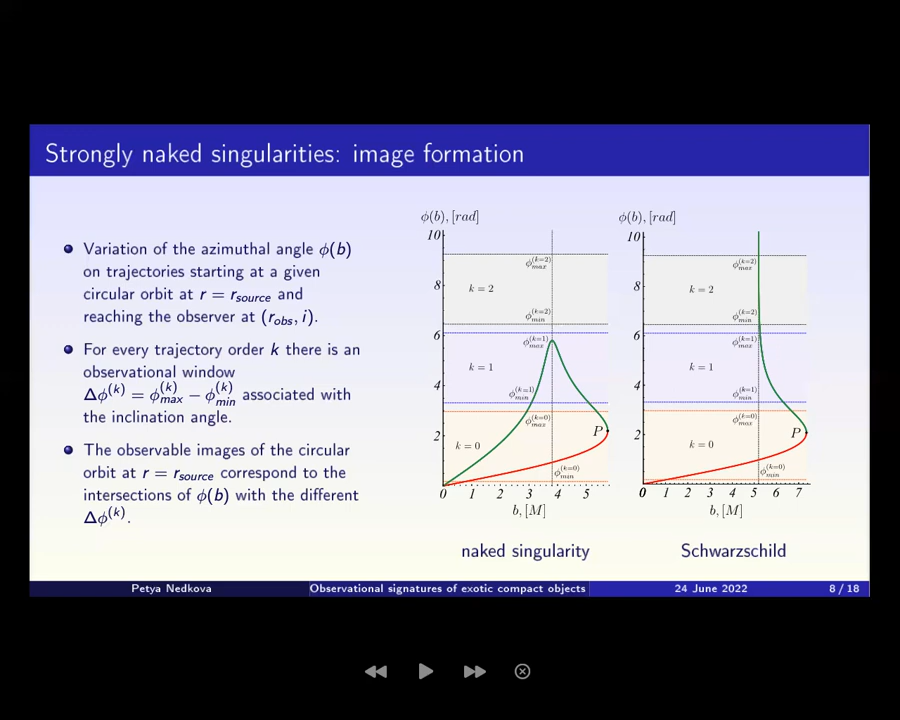 Strongly naked singularities: image formation
Variation of the azimuthal angle ϕ(b)
on trajectories starting at a given
circular orbit at r = r_source and
reaching the observer at (r_obs, i).
For every trajectory order k there is an
observational window
Δϕ^(k) = ϕ_max^(k) − ϕ_min^(k) associated with
the inclination angle.
The observable images of the circular
orbit at r = r_source correspond to the
intersections of ϕ(b) with the different
Δϕ^(k).
ϕ(b), [rad]
10
8
6
4
2
0 1 2 3 4 5
b, [M]
ϕ_max^(k=2)
k = 2
ϕ_min^(k=2)
ϕ_max^(k=1)
k = 1
ϕ_min^(k=1)
ϕ_max^(k=0)
P
k = 0
ϕ_min^(k=0)
naked singularity
ϕ(b), [rad]
10
8
6
4
2
0 1 2 3 4 5 6 7
b, [M]
ϕ_max^(k=2)
k = 2
ϕ_min^(k=2)
ϕ_max^(k=1)
k = 1
ϕ_min^(k=1)
ϕ_max^(k=0)
P
k = 0
ϕ_min^(k=0)
Schwarzschild
Petya Nedkova
Observational signatures of exotic compact objects
24 June 2022
8 / 18